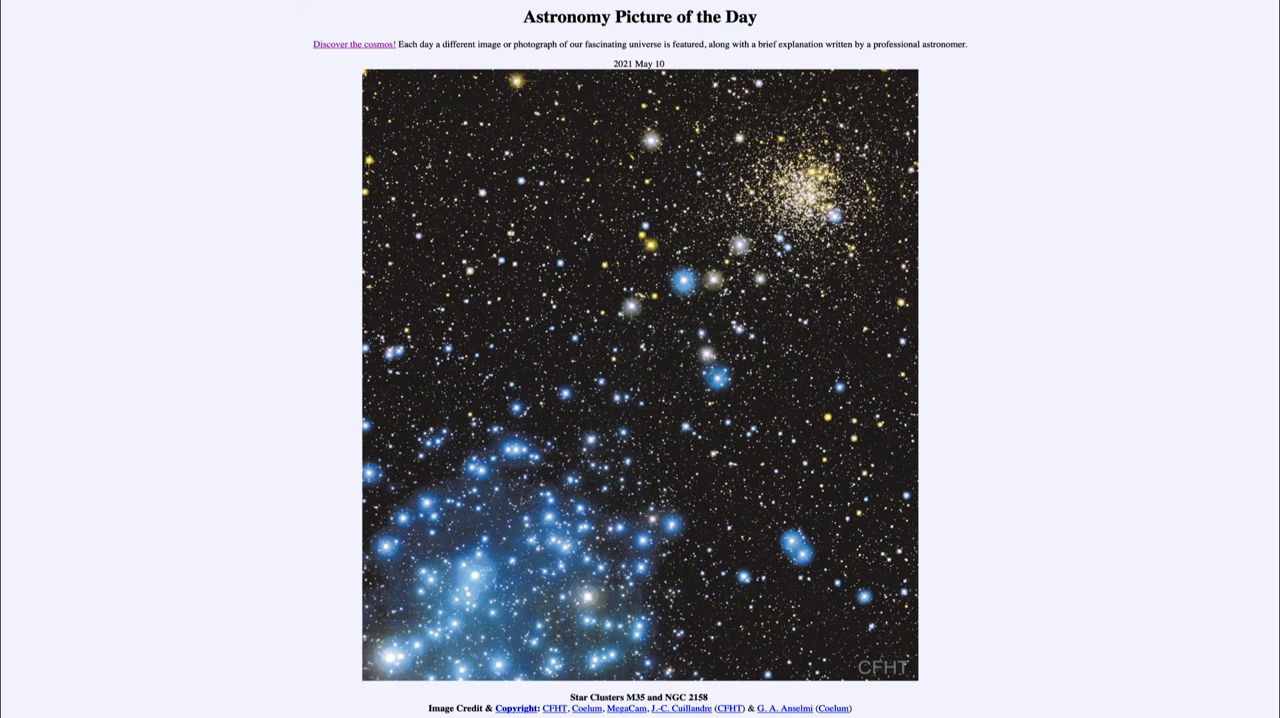 Astronomy Picture of the Day
Discover the cosmos! Each day a different image or photograph of our fascinating universe is featured, along with a brief explanation written by a professional astronomer.
2021 May 10
CFHT
Star Clusters M35 and NGC 2158
Image Credit & Copyright: CFHT, Coelum, MegaCam, J.-C. Cuillandre (CFHT) & G. A. Anselmi (Coelum)